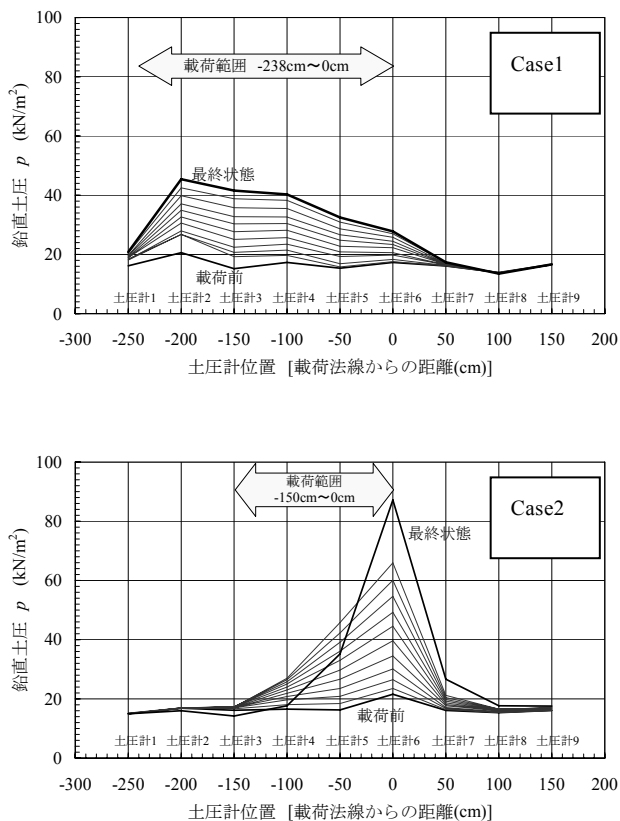 100
80
60
40
20
0
鉛直土圧 p (kN/m²)
載荷範囲 -238cm～0cm
Case1
最終状態
載荷前
土圧計1 土圧計2 土圧計3 土圧計4 土圧計5 土圧計6 土圧計7 土圧計8 土圧計9
-300 -250 -200 -150 -100 -50 0 50 100 150 200
土圧計位置 [載荷法線からの距離(cm)]
100
80
60
40
20
0
鉛直土圧 p (kN/m²)
載荷範囲
-150cm～0cm
Case2
最終状態
載荷前
土圧計1 土圧計2 土圧計3 土圧計4 土圧計5 土圧計6 土圧計7 土圧計8 土圧計9
-300 -250 -200 -150 -100 -50 0 50 100 150 200
土圧計位置 [載荷法線からの距離(cm)]